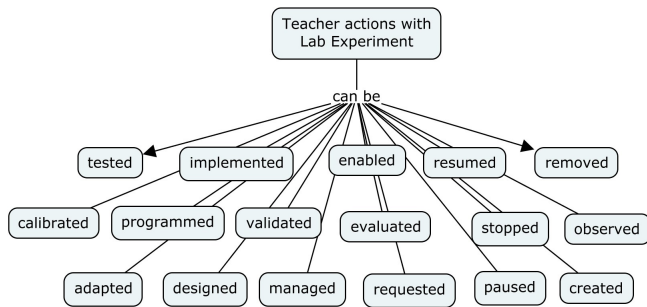 Teacher actions with
Lab Experiment
can be
tested
implemented
enabled
resumed
removed
calibrated
programmed
validated
evaluated
stopped
observed
adapted
designed
managed
requested
paused
created